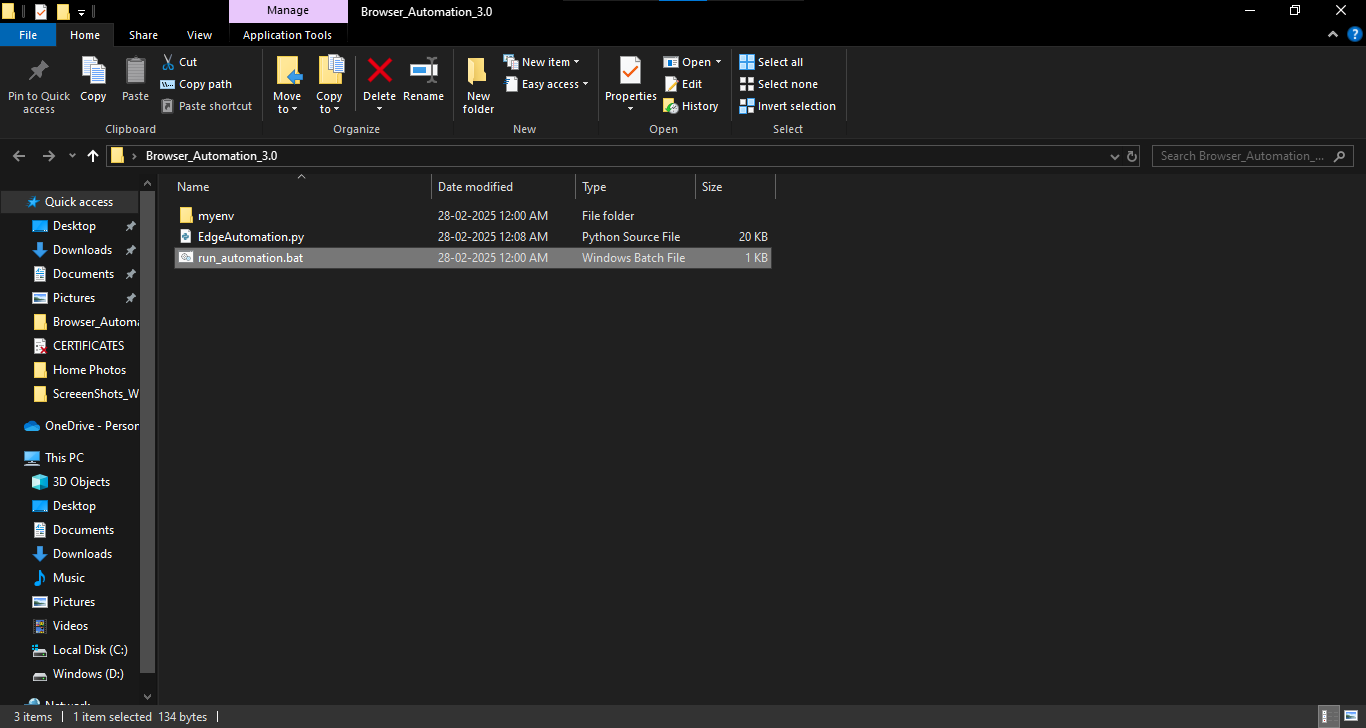 Manage
Browser_Automation_3.0
File
Home
Share
View
Application Tools
Pin to Quick access
Copy
Paste
Cut
Copy path
Paste shortcut
Clipboard
Move to
Copy to
Delete
Rename
Organize
New folder
New item
Easy access
New
Properties
Open
Edit
History
Open
Select all
Select none
Invert selection
Select
Browser_Automation_3.0
Search Browser_Automation_...
Name
Date modified
Type
Size
myenv 28-02-2025 12:00 AM File folder
EdgeAutomation.py 28-02-2025 12:08 AM Python Source File 20 KB
run_automation.bat 28-02-2025 12:00 AM Windows Batch File 1 KB
Quick access
Desktop
Downloads
Documents
Pictures
Browser_Automa
CERTIFICATES
Home Photos
ScreeenShots_W
OneDrive - Person
This PC
3D Objects
Desktop
Documents
Downloads
Music
Pictures
Videos
Local Disk (C:)
Windows (D:)
Network
3 items
1 item selected 134 bytes